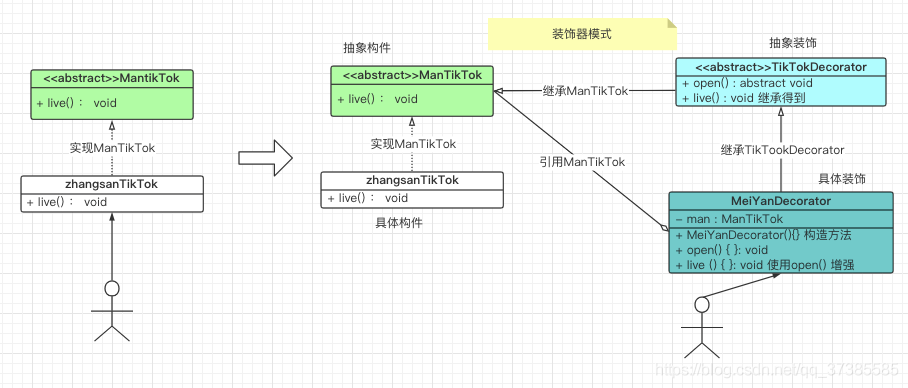 装饰器模式
<<abstract>>MantikTok
+ live() :  void
实现ManTikTok
zhangsanTikTok
+ live() :  void
抽象构件
<<abstract>>ManTikTok
+ live() :  void
实现ManTikTok
zhangsanTikTok
+ live() :  void
具体构件
继承ManTikTok
引用ManTikTok
抽象装饰
<<abstract>>TikTokDecorator
+ open() : abstract void
+ live() : void 继承得到
继承TikTookDecorator
具体装饰
MeiYanDecorator
- man : ManTikTok
+ MeiYanDecorator(){} 构造方法
+ open() { }: void
+ live () { }: void 使用open() 增强
https://blog.csdn.net/qq_37385585